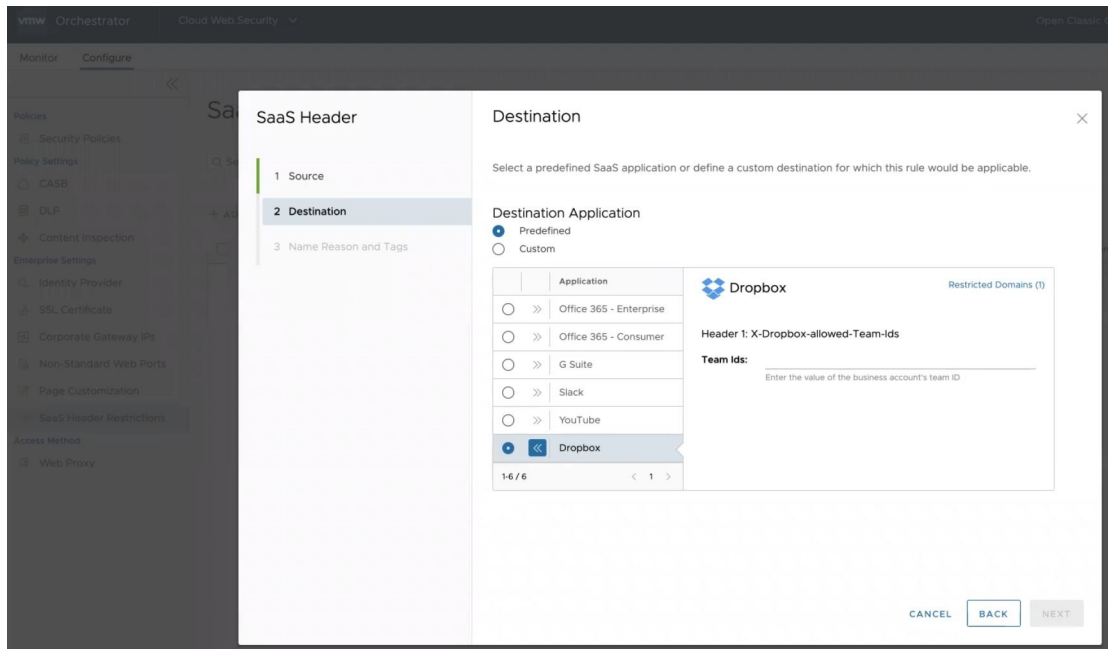 vmw Orchestrator
Cloud Web Security
Open Classic
Monitor
Configure
Policies
Security Policies
Policy Settings
CASB
DLP
Content Inspection
Enterprise Settings
Identity Provider
SSL Certificate
Corporate Gateway IPs
Non-Standard Web Ports
Page Customization
SaaS Header Restrictions
Access Method
Web Proxy
SaaS Header
1 Source
2 Destination
3 Name Reason and Tags
Destination
Select a predefined SaaS application or define a custom destination for which this rule would be applicable.
Destination Application
Predefined
Custom
Application
Office 365 - Enterprise
Office 365 - Consumer
G Suite
Slack
YouTube
Dropbox
1-6 / 6
1
Dropbox
Restricted Domains (1)
Header 1: X-Dropbox-allowed-Team-Ids
Team Ids:
Enter the value of the business account's team ID
CANCEL
BACK
NEXT